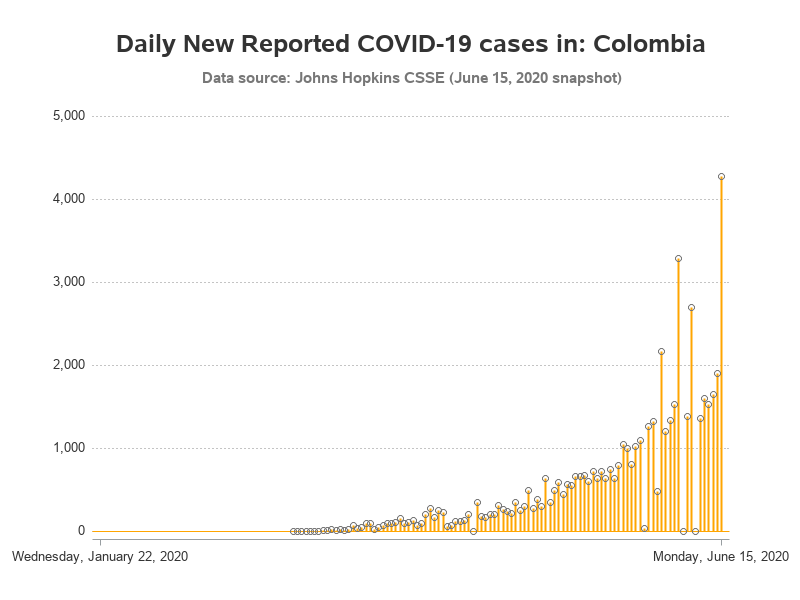 Daily New Reported COVID-19 cases in: Colombia
Data source: Johns Hopkins CSSE (June 15, 2020 snapshot)
5,000
4,000
3,000
2,000
1,000
0
Wednesday, January 22, 2020
Monday, June 15, 2020